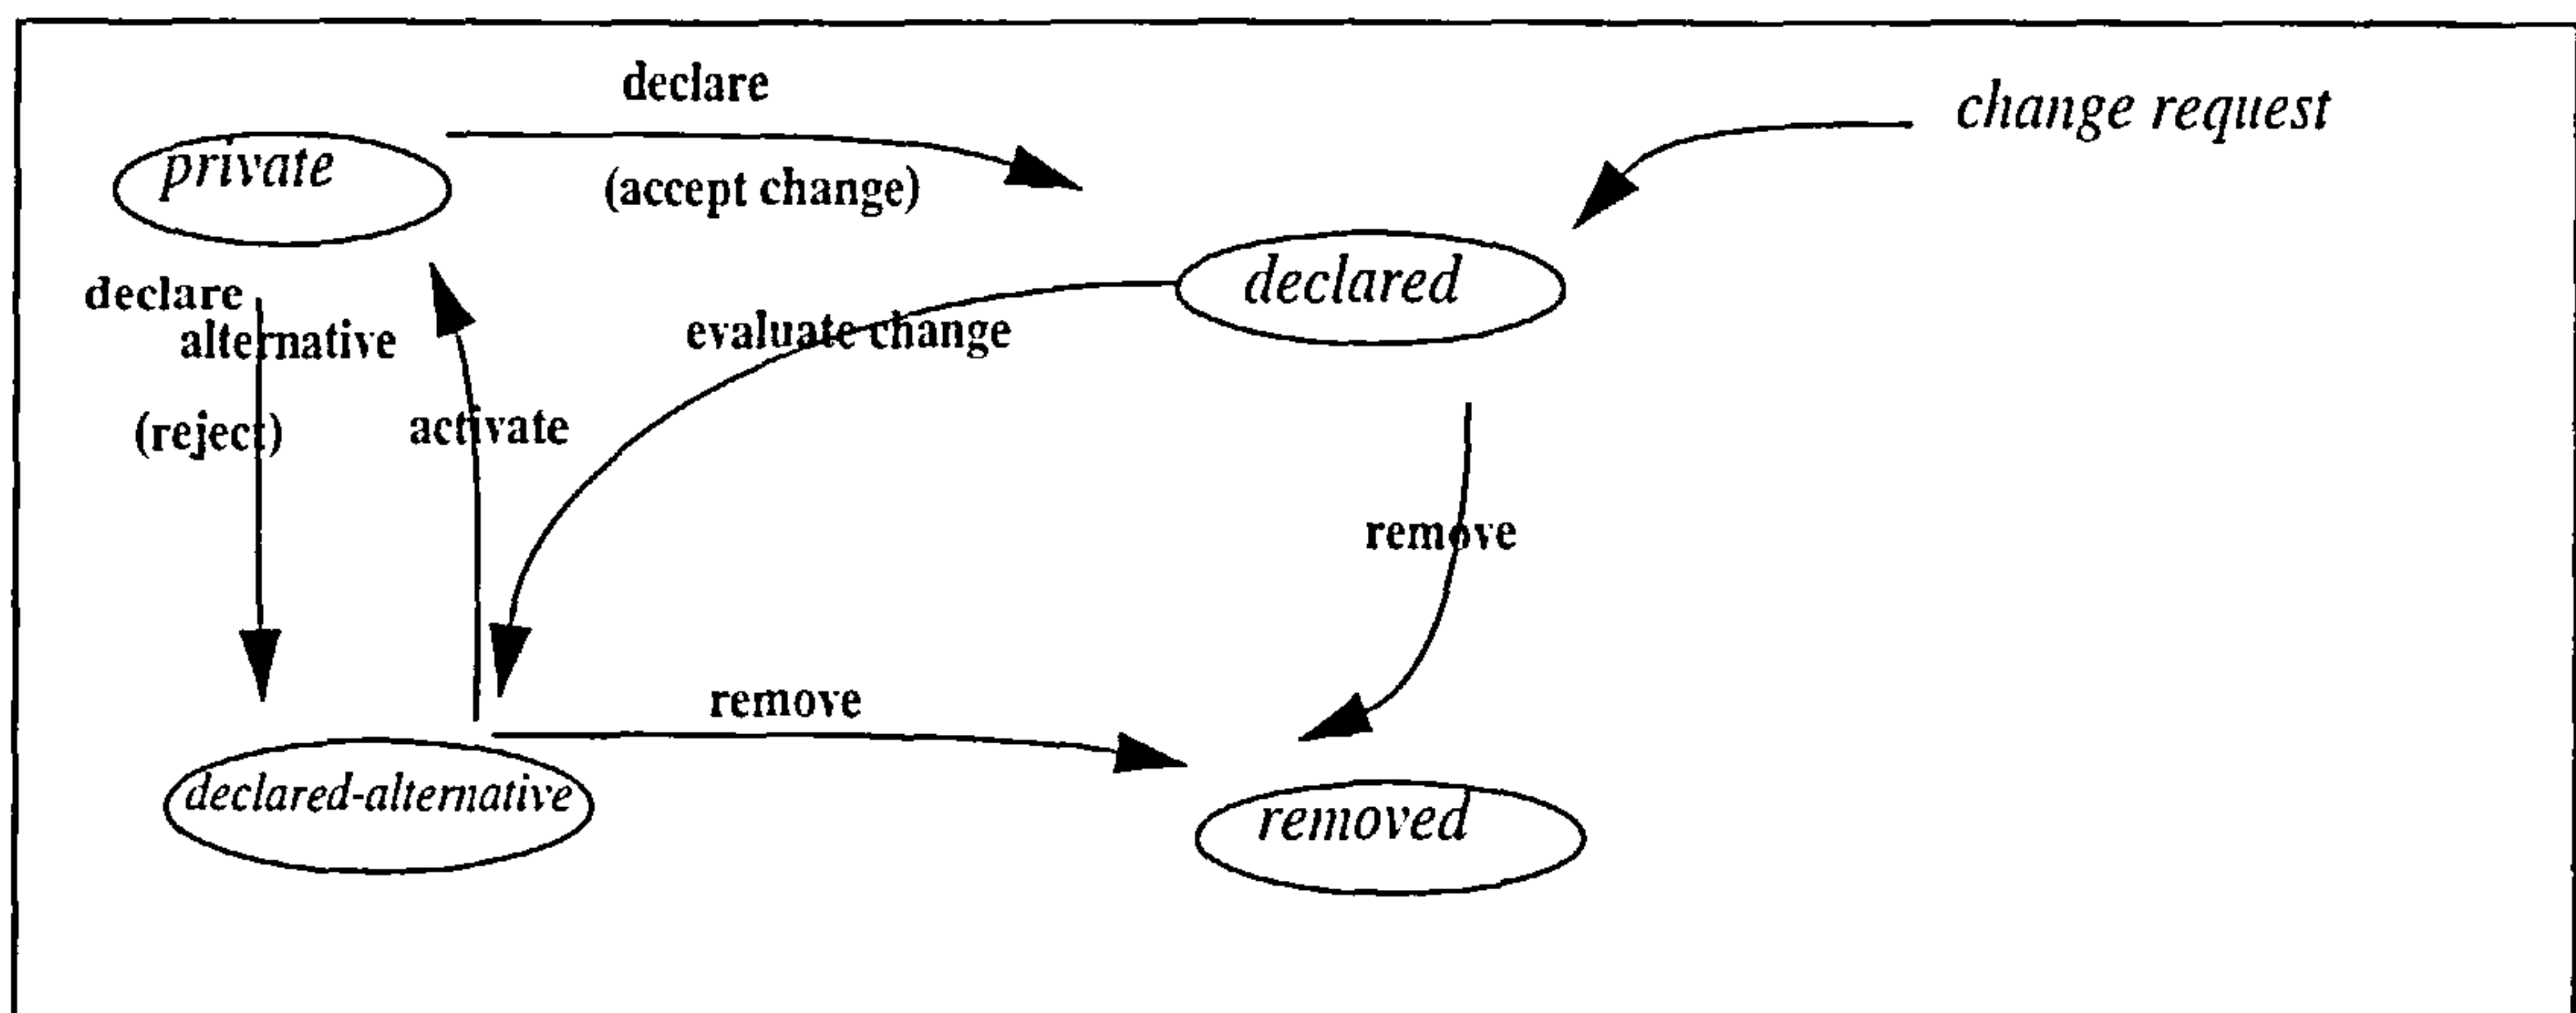 declare
change request
private
(accept change)
declared
declare
alternative
evaluate change
(reject)
activate
remove
remove
declared-alternative
removed